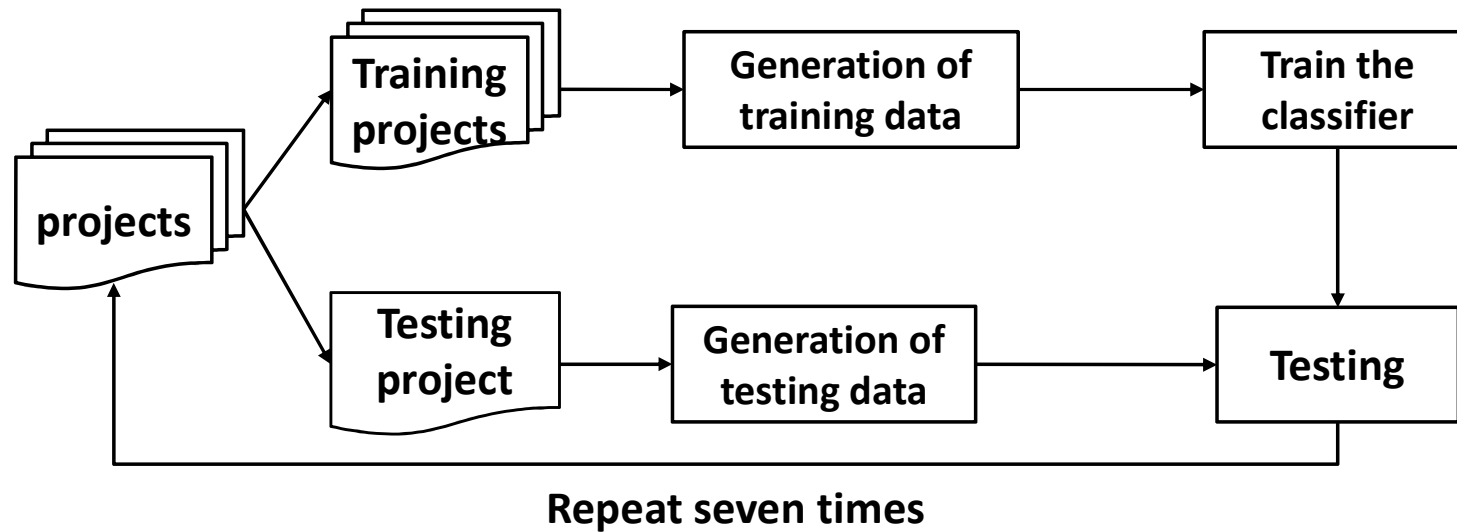 projects
Training
projects
Generation of
training data
Train the
classifier
Testing
project
Generation of
testing data
Testing
Repeat seven times